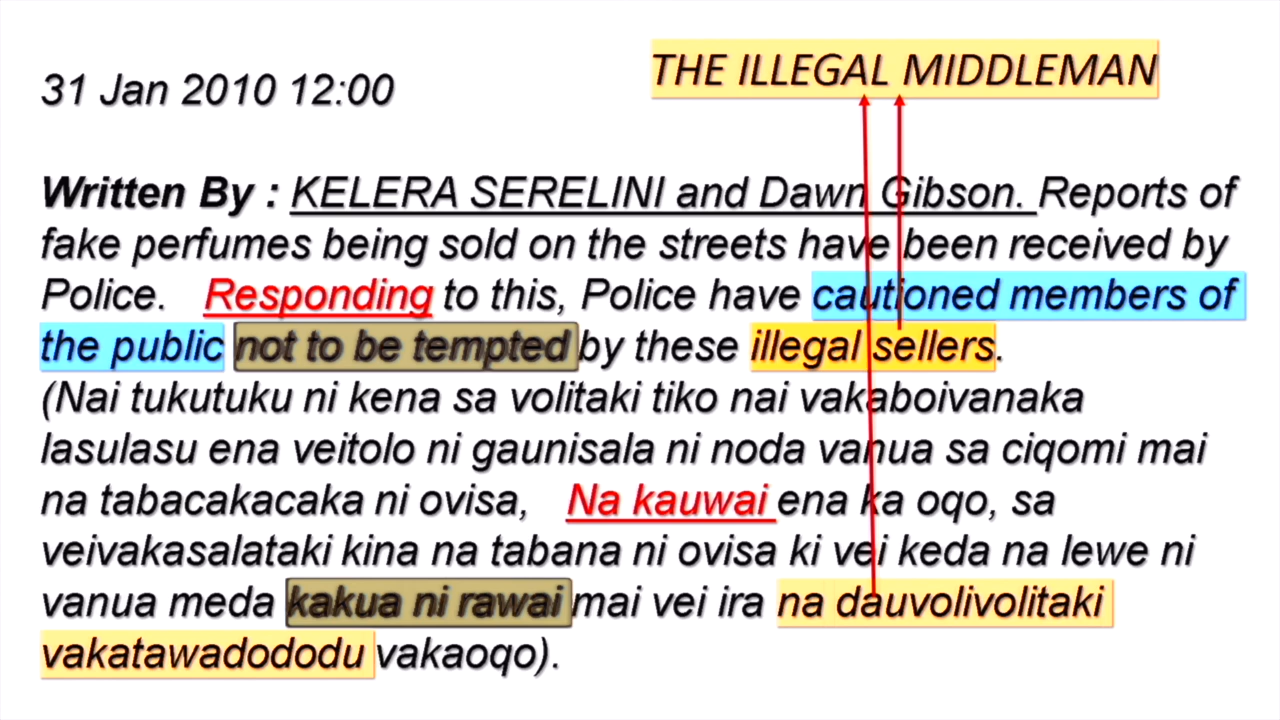 THE ILLEGAL MIDDLEMAN
31 Jan 2010 12:00
Written By : KELERA SERELINI and Dawn Gibson. Reports of
fake perfumes being sold on the streets have been received by
Police. Responding to this, Police have cautioned members of
the public not to be tempted by these illegal sellers.
(Nai tukutuku ni kena sa volitaki tiko nai vakaboivanaka
lasulasu ena veitolo ni gaunisala ni noda vanua sa ciqomi mai
na tabacakacaka ni ovisa, Na kauwai ena ka oqo, sa
veivakasalataki kina na tabana ni ovisa ki vei keda na lewe ni
vanua meda kakua ni rawai mai vei ira na dauvolivolitaki
vakatawadododu vakaoqo).